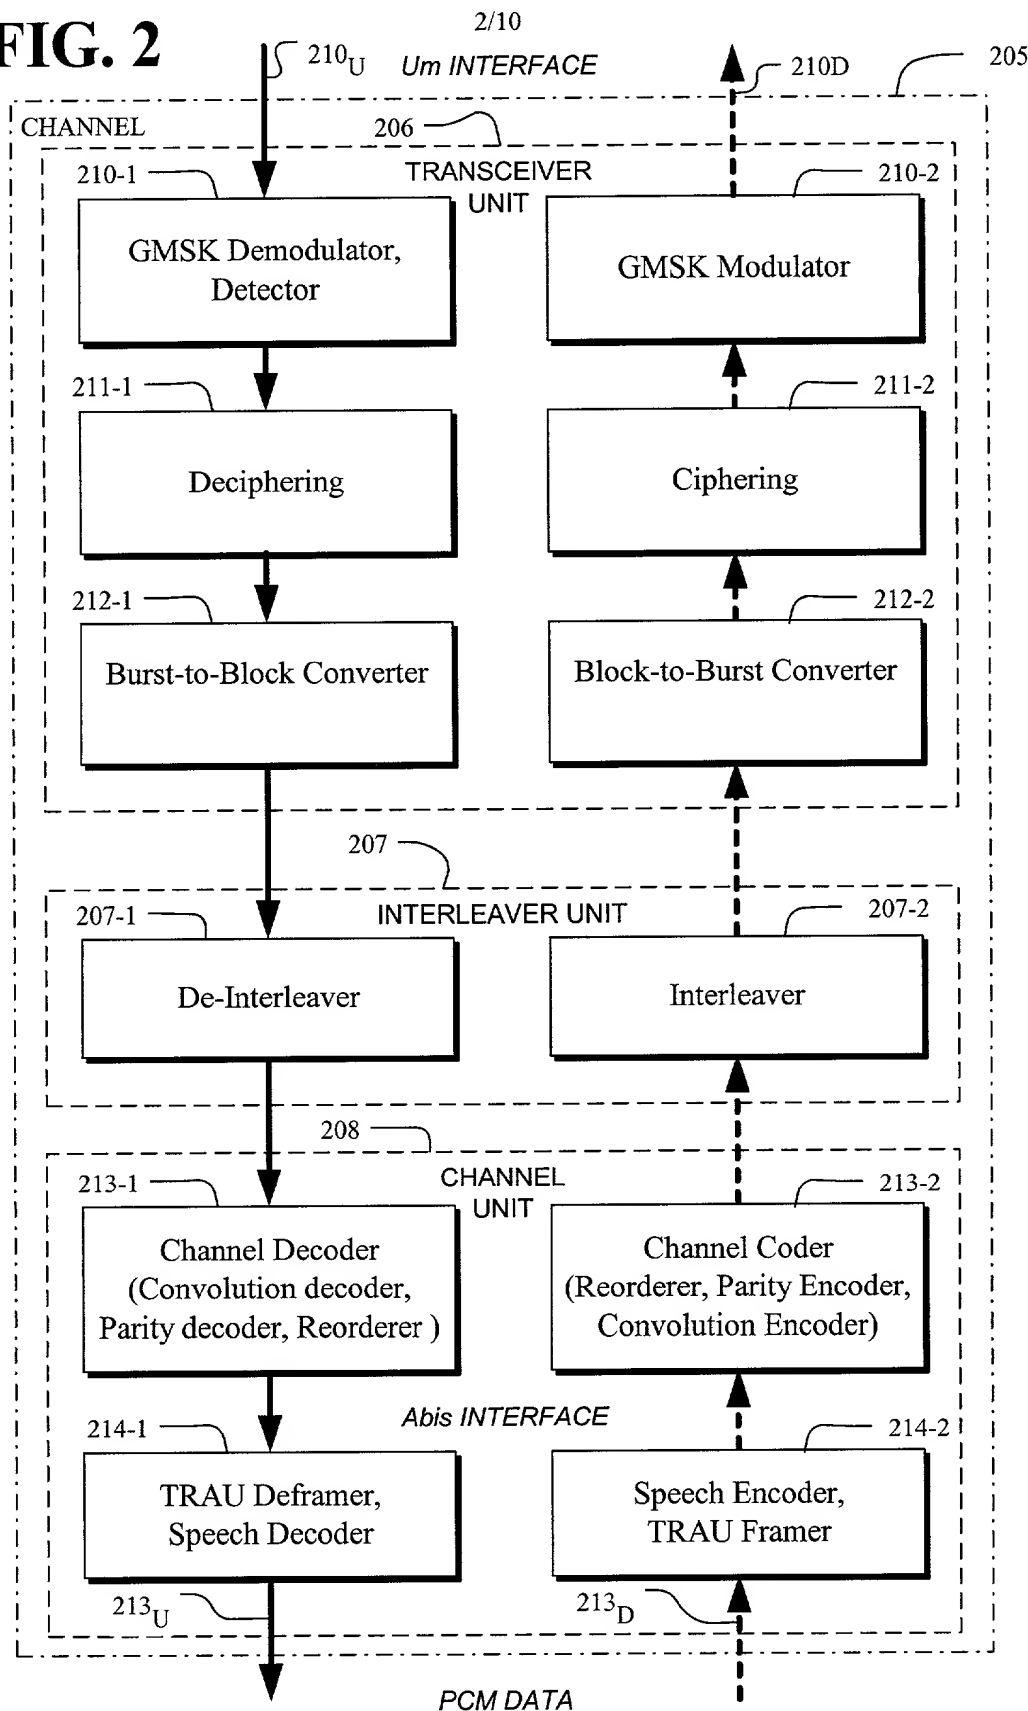 FIG. 2
2/10
210U
Um INTERFACE
210D
205
CHANNEL
206
TRANSCEIVER
UNIT
210-1
210-2
GMSK Demodulator,
Detector
GMSK Modulator
211-1
211-2
Deciphering
Ciphering
212-1
212-2
Burst-to-Block Converter
Block-to-Burst Converter
207
INTERLEAVER UNIT
207-1
207-2
De-Interleaver
Interleaver
208
CHANNEL
UNIT
213-1
213-2
Channel Decoder
(Convolution decoder,
Parity decoder, Reorderer )
Channel Coder
(Reorderer, Parity Encoder,
Convolution Encoder)
Abis INTERFACE
214-1
214-2
TRAU Deframer,
Speech Decoder
Speech Encoder,
TRAU Framer
213U
213D
PCM DATA